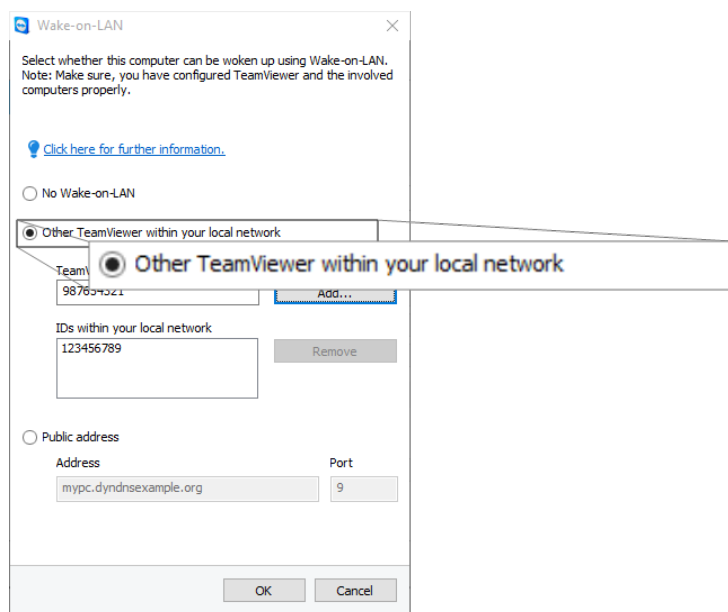 Wake-on-LAN
Select whether this computer can be woken up using Wake-on-LAN.
Note: Make sure, you have configured TeamViewer and the involved
computers properly.
Click here for further information.
No Wake-on-LAN
Other TeamViewer within your local network
Other TeamViewer within your local network
987654321 Add...
IDs within your local network
123456789 Remove
Public address
Address Port
mypc.dyndnsexample.org 9
OK Cancel